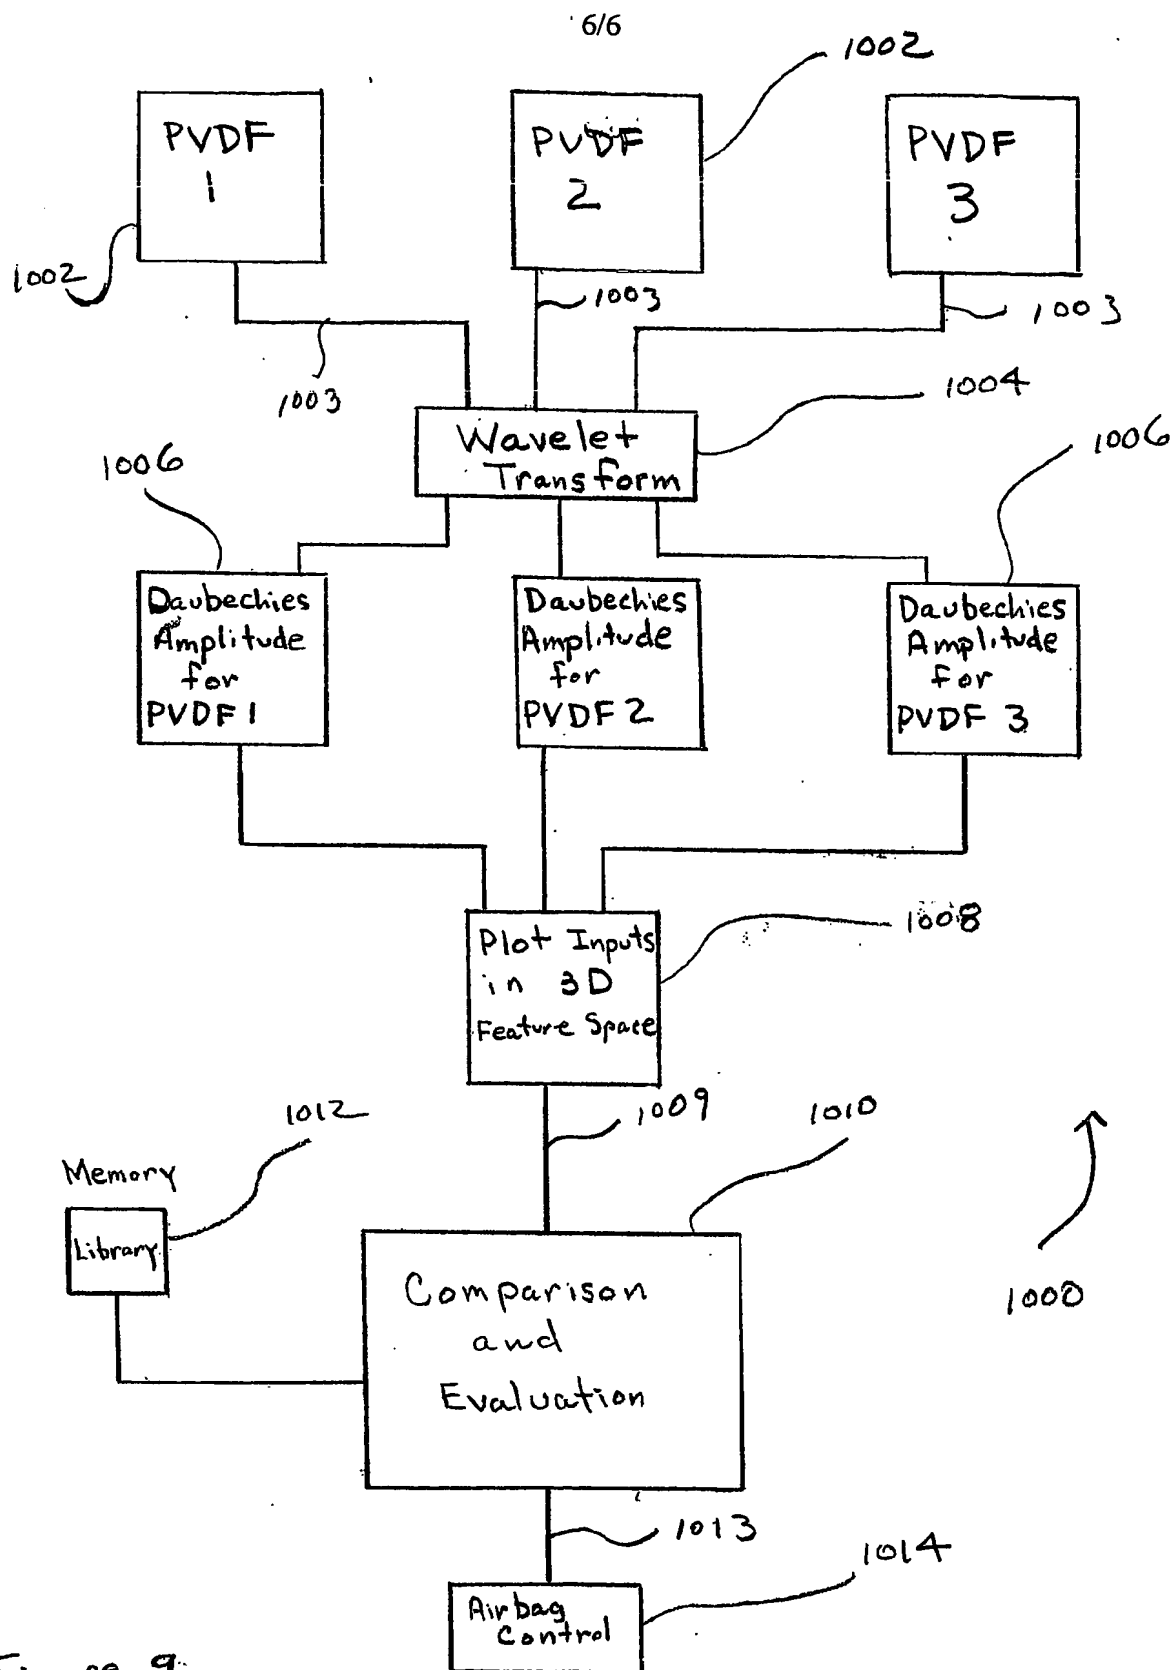 6/6
1002
PVDF
1
PVDF
2
PVDF
3
1002
1003
1003
1003
1004
Wavelet
Transform
1006
1006
Daubechies
Amplitude
for
PVDF 1
Daubechies
Amplitude
for
PVDF 2
Daubechies
Amplitude
for
PVDF 3
1008
Plot Inputs
in 3D
Feature Space
1009
1010
1012
Memory
Library
Comparison
and
Evaluation
1000
1013
1014
Airbag
Control
Figure 9